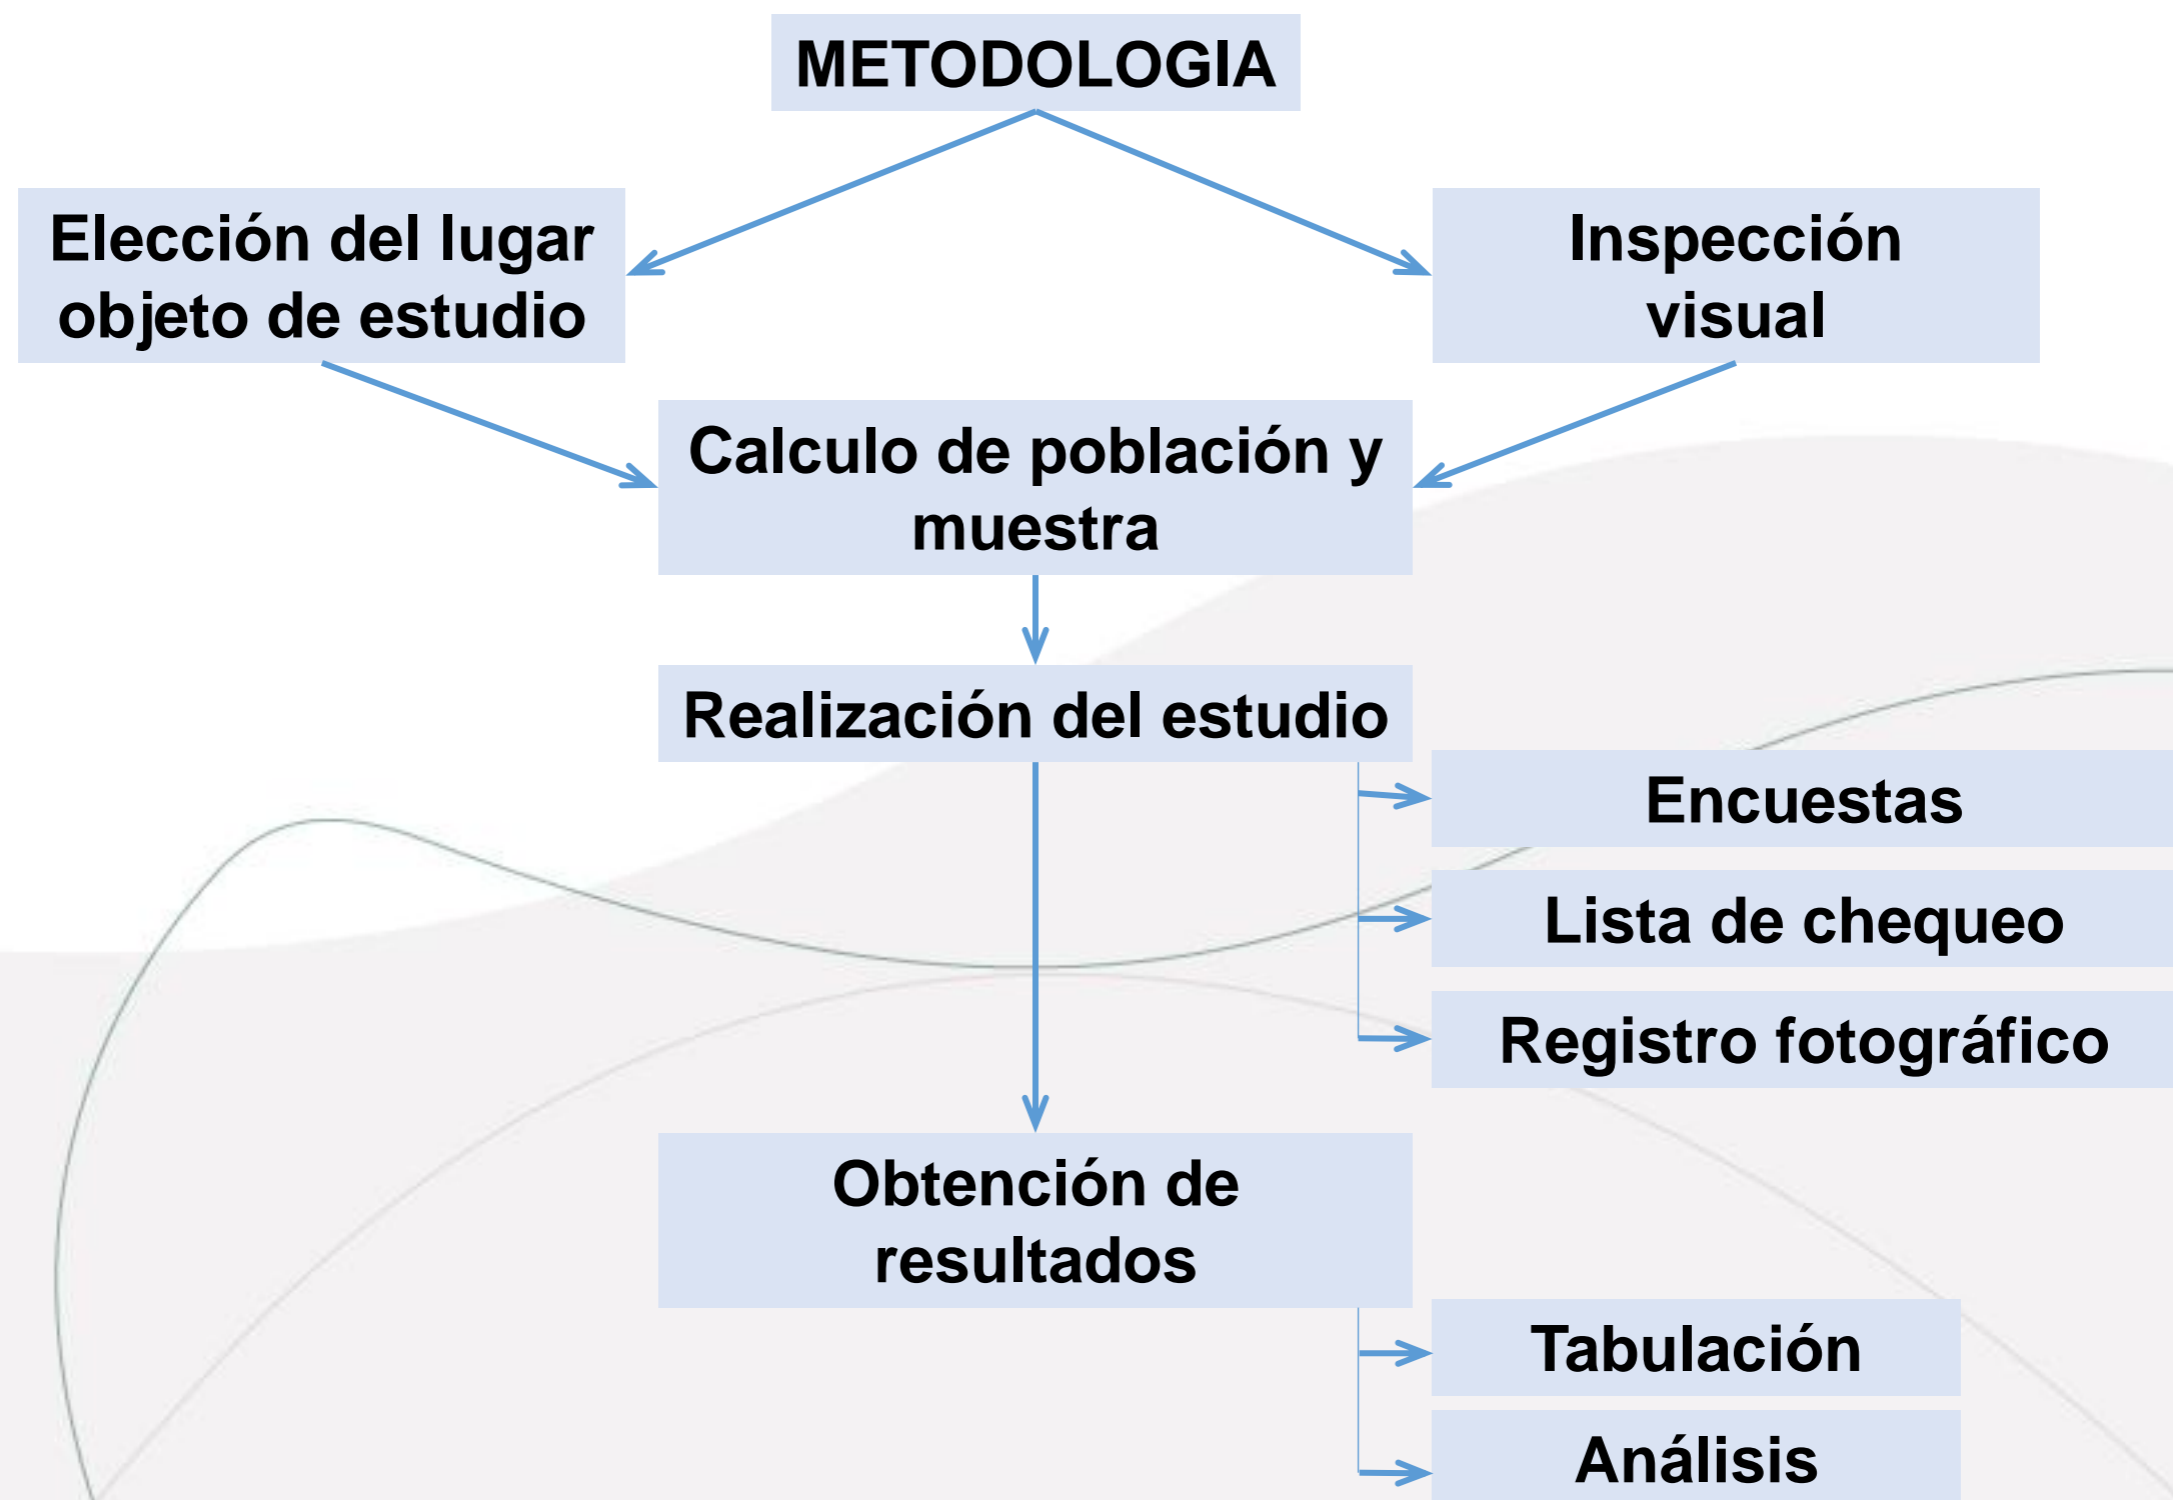 METODOLOGIA
Elección del lugar
objeto de estudio
Inspección
visual
Calculo de población y
muestra
Realización del estudio
Encuestas
Lista de chequeo
Registro fotográfico
Obtención de
resultados
Tabulación
Análisis